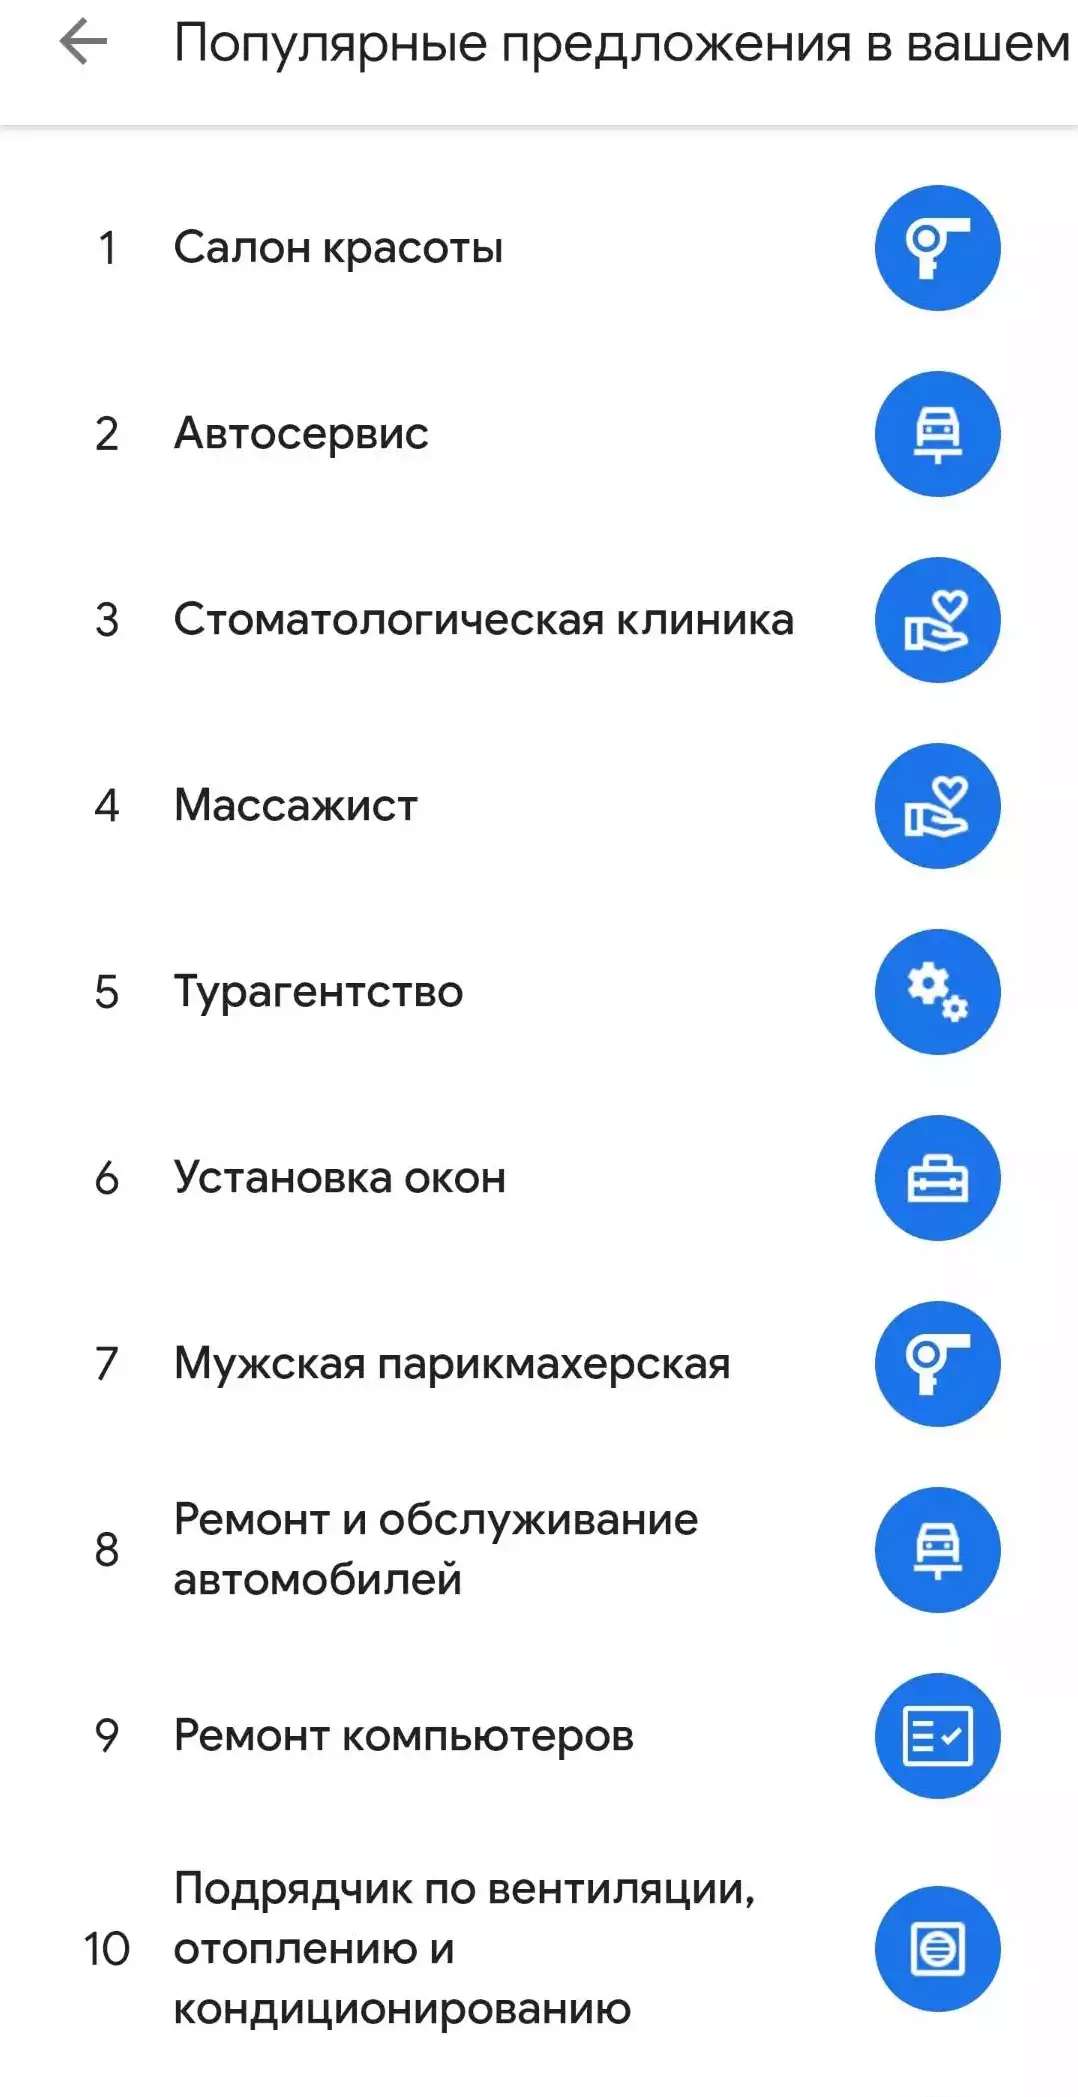 Популярные предложения в вашем
1 Салон красоты
2 Автосервис
3 Стоматологическая клиника
4 Массажист
5 Турагентство
6 Установка окон
7 Мужская парикмахерская
8 Ремонт и обслуживание
автомобилей
9 Ремонт компьютеров
Подрядчик по вентиляции,
10 отоплению и
кондиционированию